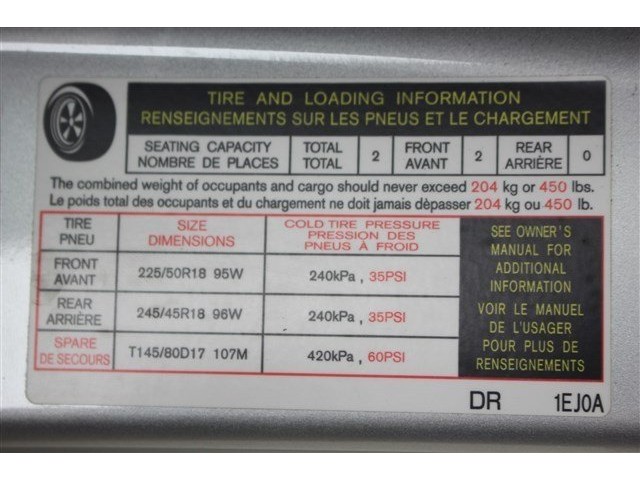 TIRE AND LOADING INFORMATION
RENSEIGNEMENTS SUR LES PNEUS ET LE CHARGEMENT
SEATING CAPACITY TOTAL 2 FRONT 2 REAR 0
NOMBRE DE PLACES TOTAL AVANT ARRIÈRE
The combined weight of occupants and cargo should never exceed 204 kg or 450 lbs.
Le poids total des occupants et du chargement ne doit jamais dépasser 204 kg ou 450 lb.
TIRE
PNEU
SIZE
DIMENSIONS
COLD TIRE PRESSURE
PRESSION DES
PNEUS À FROID
FRONT
AVANT
225/50R18 95W
240kPa , 35PSI
REAR
ARRIÈRE
245/45R18 96W
240kPa , 35PSI
SPARE
DE SECOURS
T145/80D17 107M
420kPa , 60PSI
SEE OWNER'S
MANUAL FOR
ADDITIONAL
INFORMATION
VOIR LE MANUEL
DE L'USAGER
POUR PLUS DE
RENSEIGNEMENTS
DR 1EJ0A